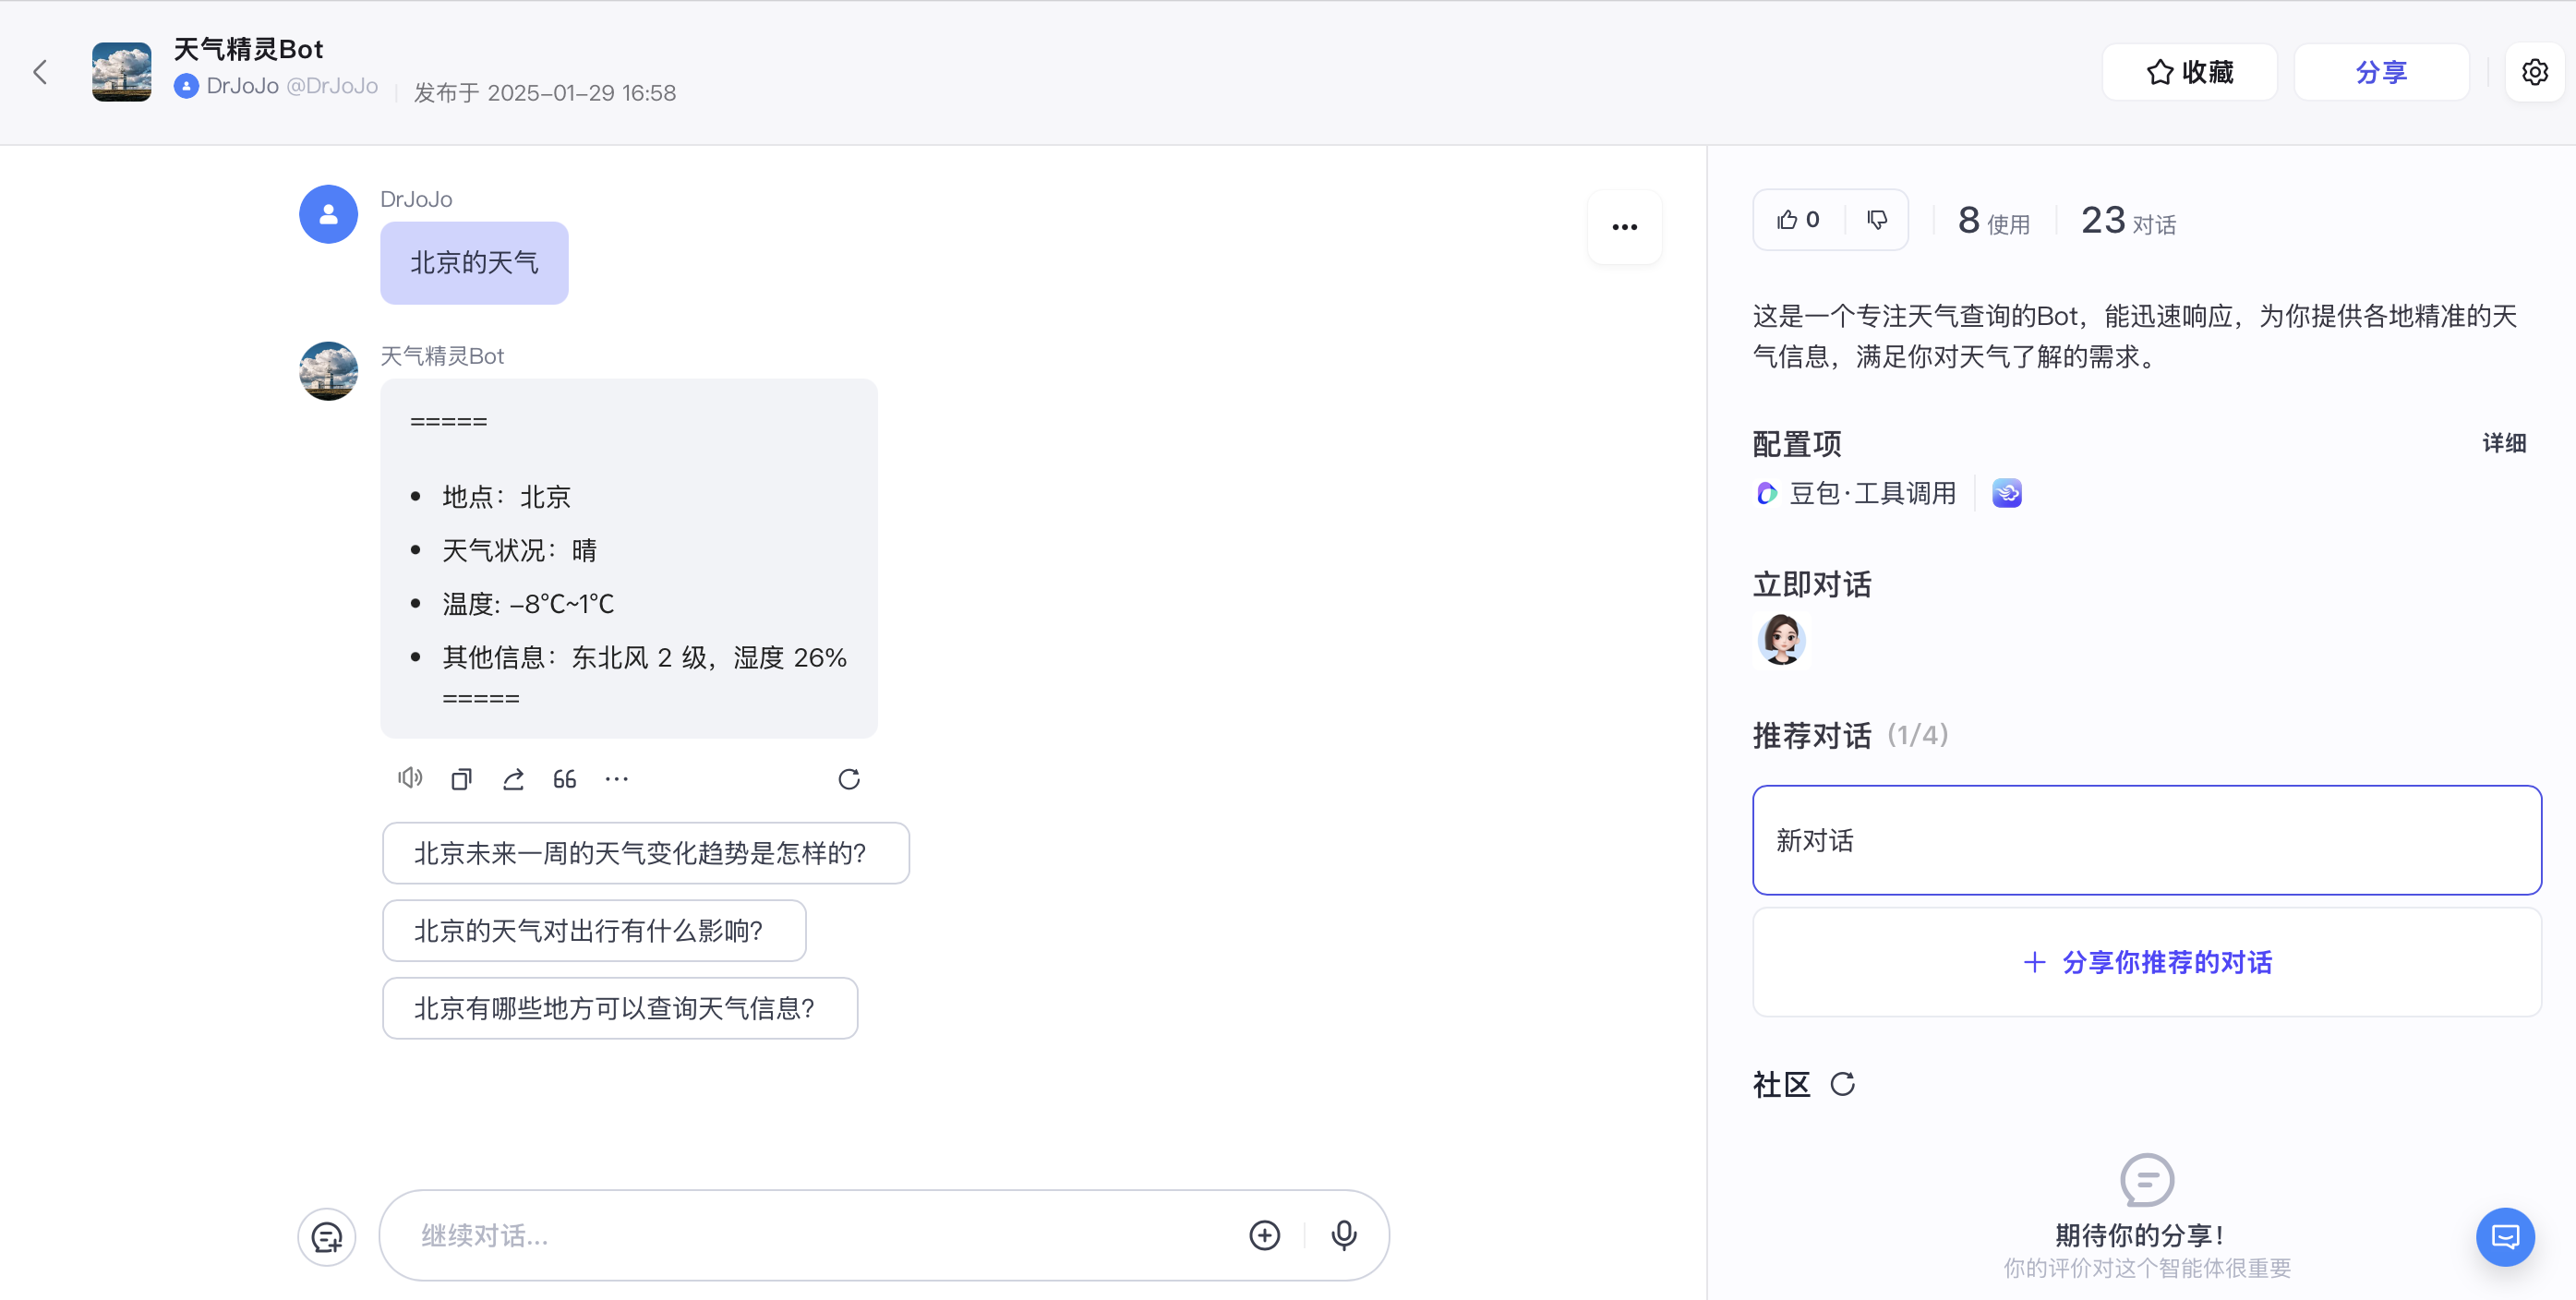 天气精灵Bot
DrJoJo @DrJoJo 发布于 2025-01-29 16:58
收藏
分享
DrJoJo
北京的天气
天气精灵Bot
=====
• 地点：北京
• 天气状况：晴
• 温度: -8℃~1℃
• 其他信息：东北风 2 级，湿度 26%
=====
北京未来一周的天气变化趋势是怎样的?
北京的天气对出行有什么影响?
北京有哪些地方可以查询天气信息?
继续对话...
0
8 使用
23 对话
这是一个专注天气查询的Bot，能迅速响应，为你提供各地精准的天
气信息，满足你对天气了解的需求。
配置项
详细
豆包·工具调用
立即对话
推荐对话 (1/4)
新对话
+ 分享你推荐的对话
社区
期待你的分享！
你的评价对这个智能体很重要